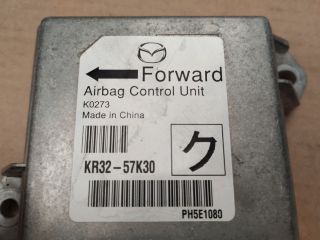 Forward
Airbag Control Unit
K0273
Made in China
KR32-57K30
ク
PH5E1080